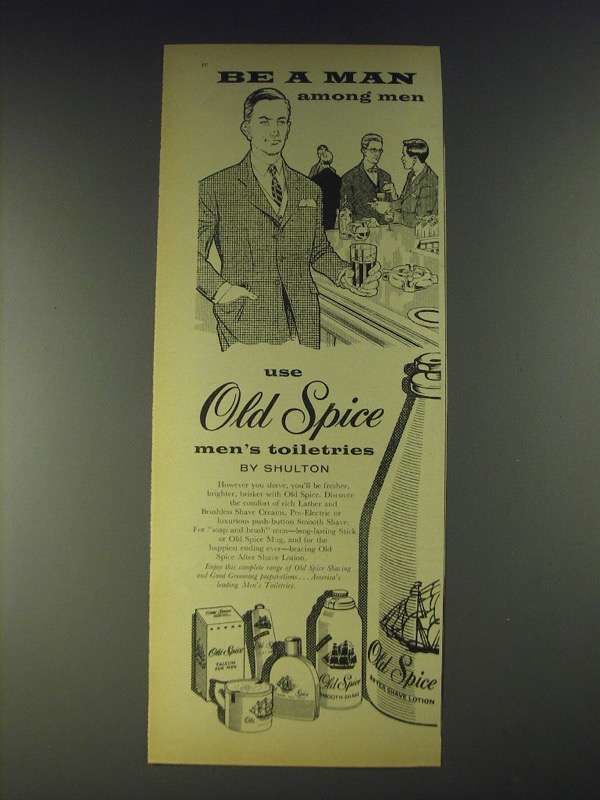 BE A MAN
among men
use
Old Spice
men's toiletries
BY SHULTON
However you shave, you'll be fresher,
brighter, brisker with Old Spice. Discover
the comfort of rich Lather and
Brushless Shave Creams, Pre-Electric or
luxurious push-button Smooth Shave.
For "soap and brush" men—long-lasting Stick
or Old Spice Mug, and for the
happiest ending ever—bracing Old
Spice After Shave Lotion.
Enjoy this complete range of Old Spice Shaving
and Good Grooming preparations... America's
leading Men's Toiletries.
Old Spice
TALCUM
FOR MEN
Old Spice
SMOOTH SHAVE
Old Spice
AFTER SHAVE LOTION